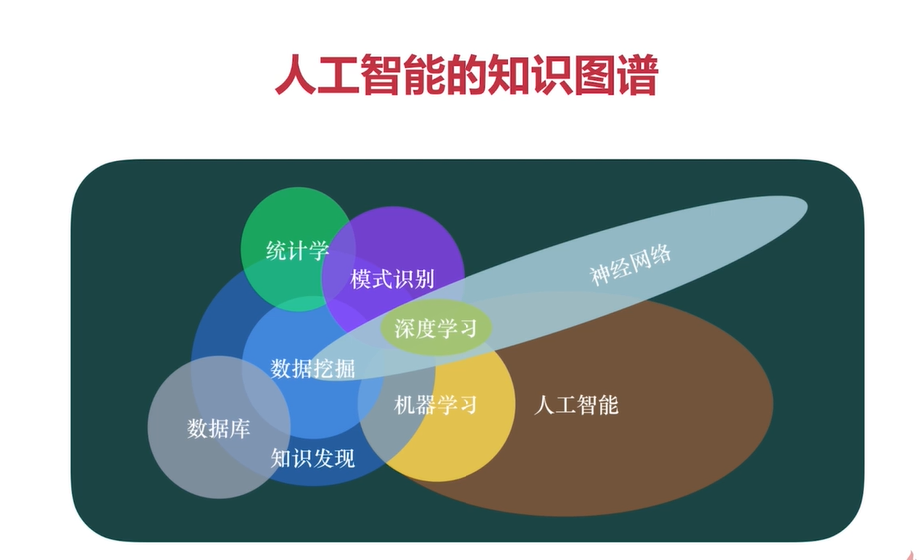 人工智能的知识图谱
统计学
模式识别
神经网络
深度学习
数据挖掘
机器学习
人工智能
数据库
知识发现